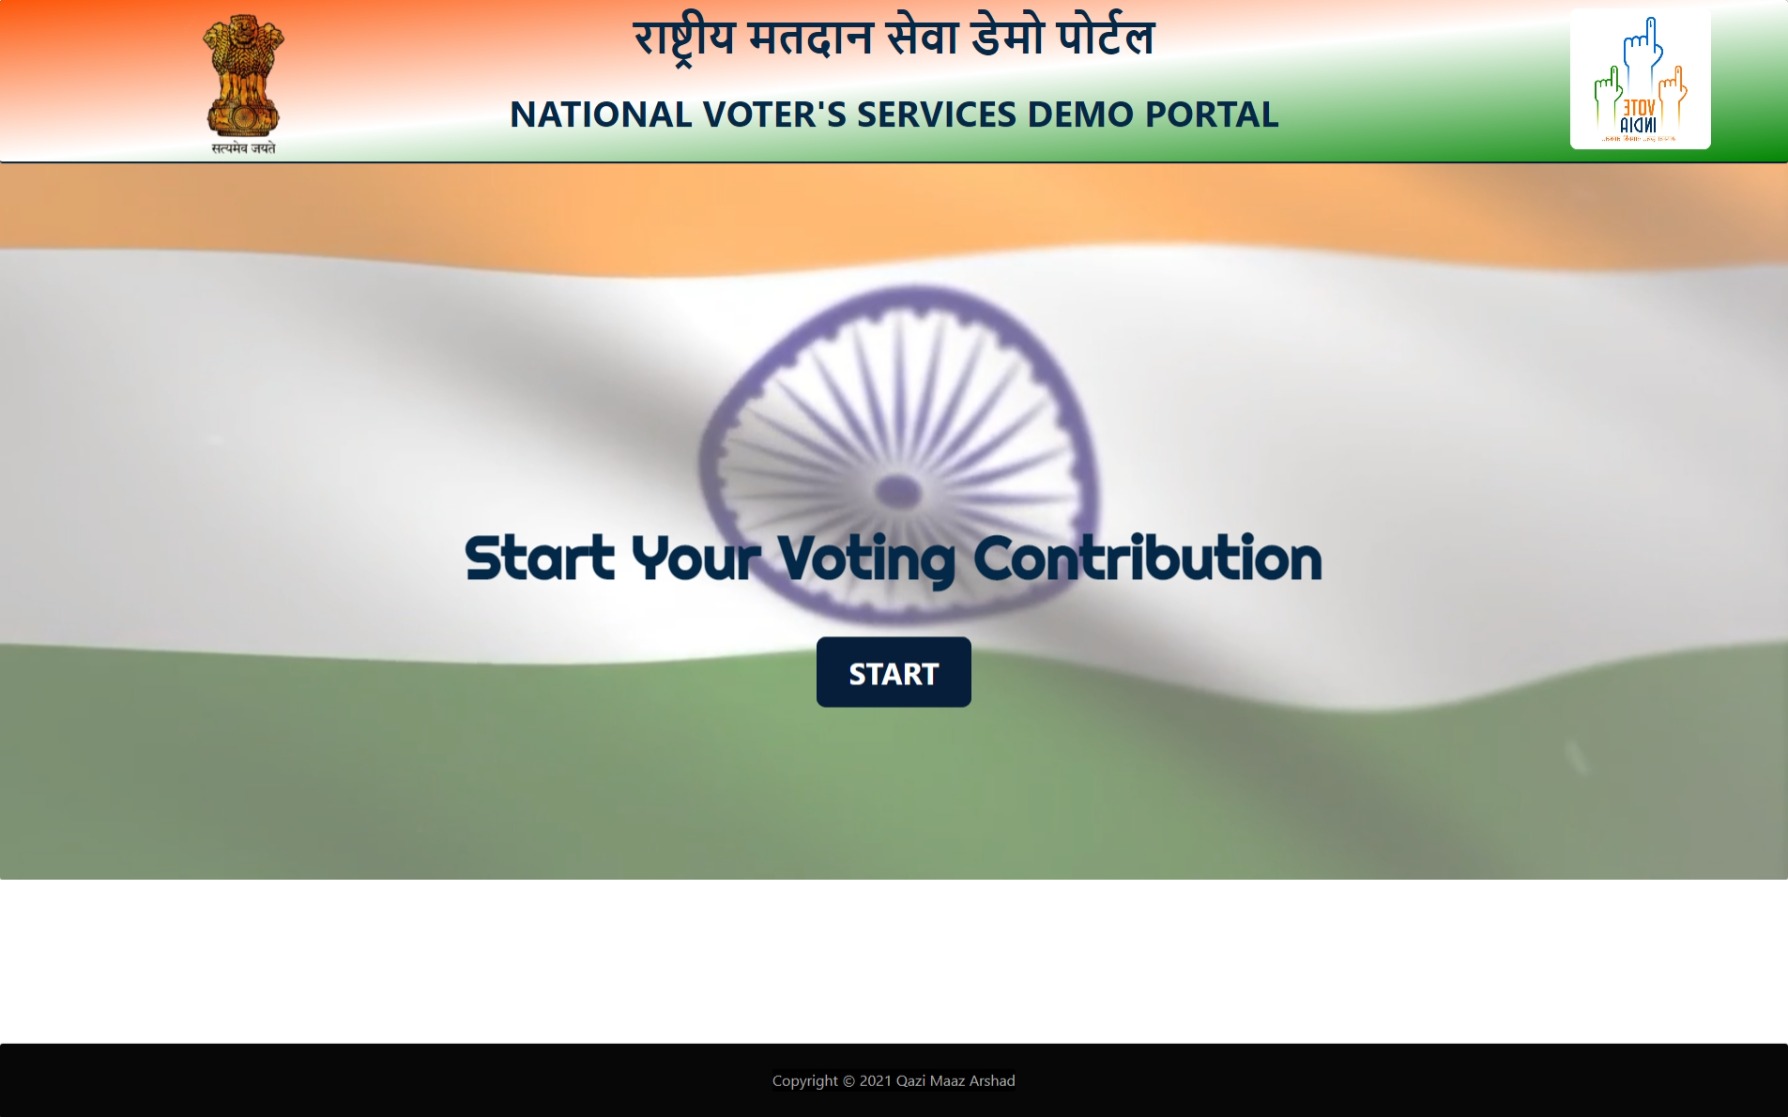 राष्ट्रीय मतदान सेवा डेमो पोर्टल
NATIONAL VOTER'S SERVICES DEMO PORTAL
सत्यमेव जयते
VOTE
INDIA
Start Your Voting Contribution
START
Copyright © 2021 Qazi Maaz Arshad